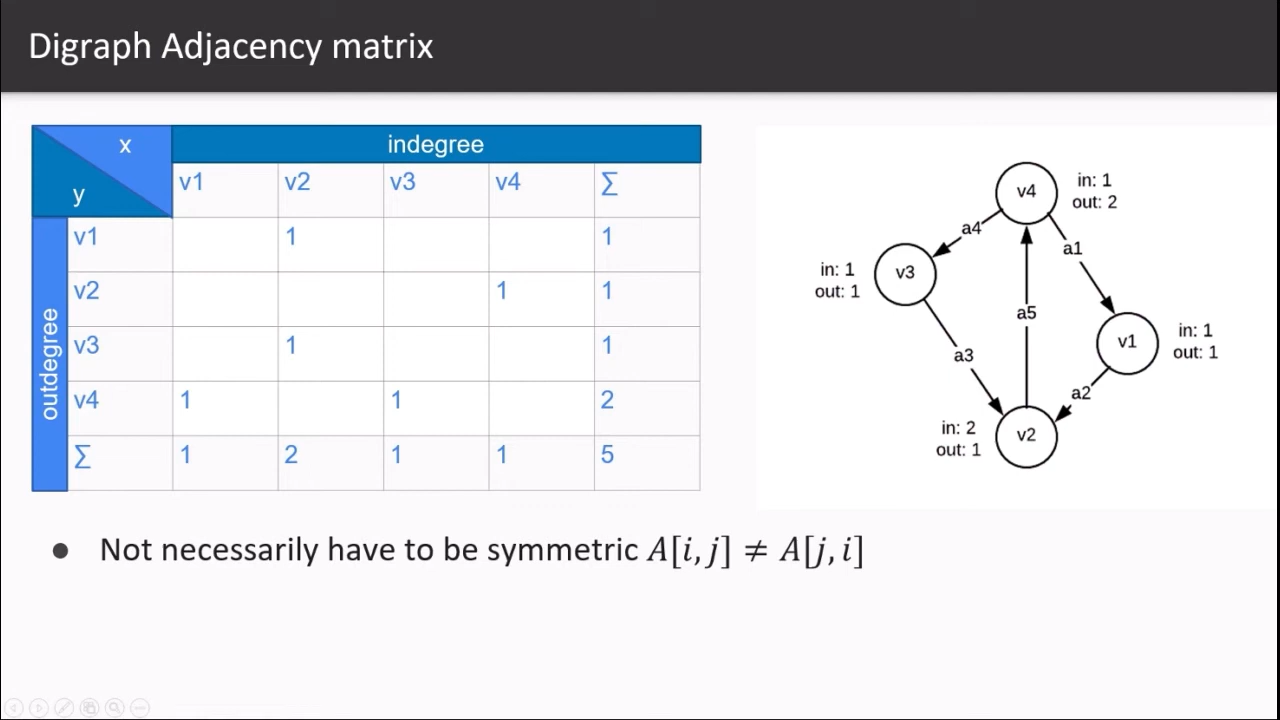 Digraph Adjacency matrix
x
y
indegree
v1 v2 v3 v4 ∑
outdegree
v1 1 1
v2 1 1
v3 1 1
v4 1 1 2
∑ 1 2 1 1 5
v4
in: 1
out: 2
a4
a1
v3
in: 1
out: 1
a5
v1
in: 1
out: 1
a3
a2
in: 2
out: 1
v2
● Not necessarily have to be symmetric A[i, j] ≠ A[j, i]